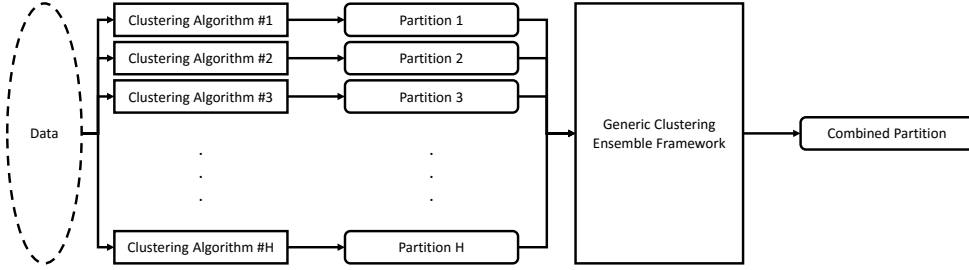 Data
Clustering Algorithm #1
Partition 1
Clustering Algorithm #2
Partition 2
Clustering Algorithm #3
Partition 3
.
.
.
.
.
.
Clustering Algorithm #H
Partition H
Generic Clustering
Ensemble Framework
Combined Partition